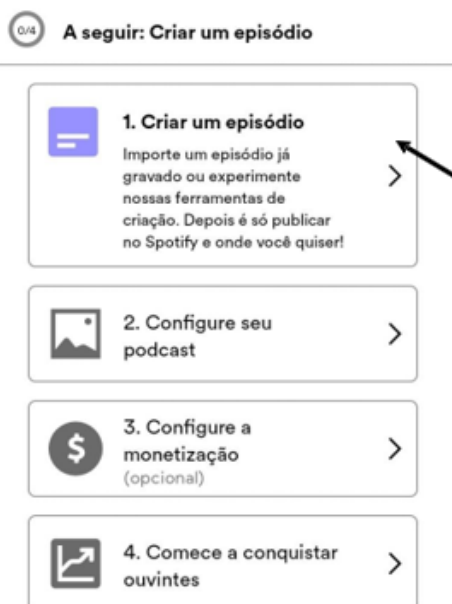 0/4 A seguir: Criar um episódio
1. Criar um episódio
Importe um episódio já
gravado ou experimente
nossas ferramentas de
criação. Depois é só publicar
no Spotify e onde você quiser!
2. Configure seu
podcast
3. Configure a
monetização
(opcional)
4. Comece a conquistar
ouvintes